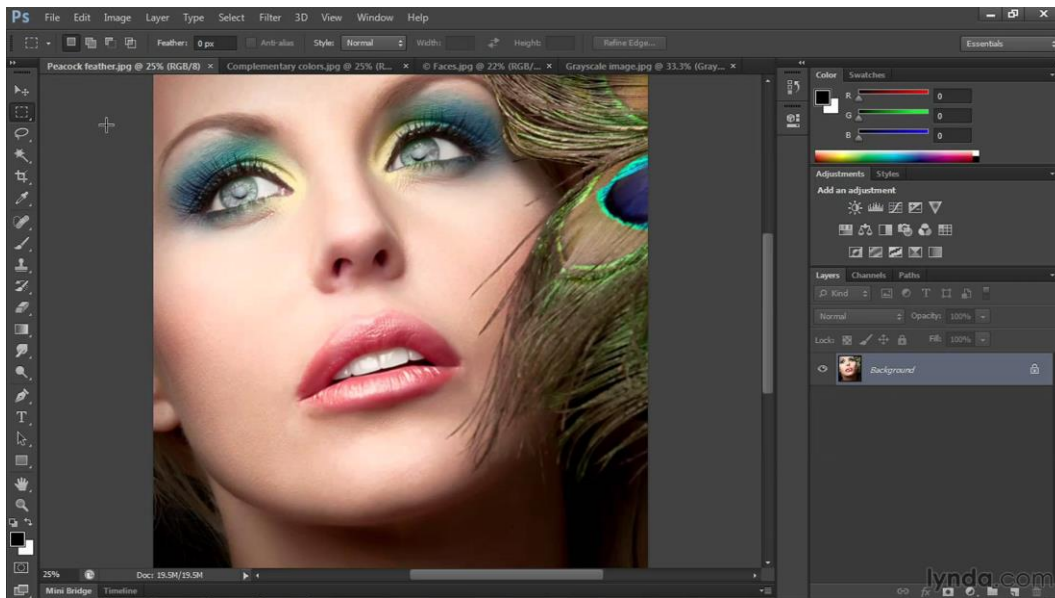 Ps File Edit Image Layer Type Select Filter 3D View Window Help
Feather: 0 px Anti-alias Style: Normal Width: Height: Refine Edge... Essentials
Peacock feather.jpg @ 25% (RGB/8) × Complementary colors.jpg @ 25% (R... × © Faces.jpg @ 22% (RGB/... × Grayscale image.jpg @ 33.3% (Gray... ×
Color Swatches
R 0
G 0
B 0
Adjustments Styles
Add an adjustment
Layers Channels Paths
Kind
Normal Opacity: 100%
Lock: Fill: 100%
Background
25% Doc: 19.5M/19.5M
Mini Bridge Timeline
lynda.com